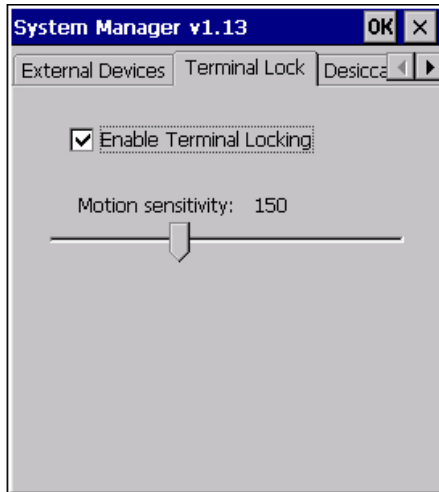 System Manager v1.13 OK ×
External Devices Terminal Lock Desicca
Enable Terminal Locking
Motion sensitivity: 150